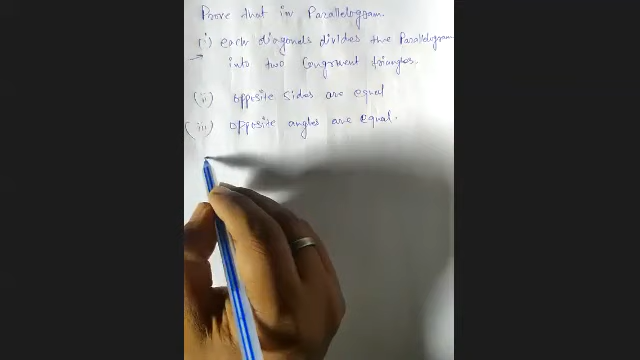 Prove that in Parallelogram.
(i) each diagonals divides the Parallelogram
into two Congruent triangles.
(ii) opposite sides are equal
(iii) opposite angles are equal.